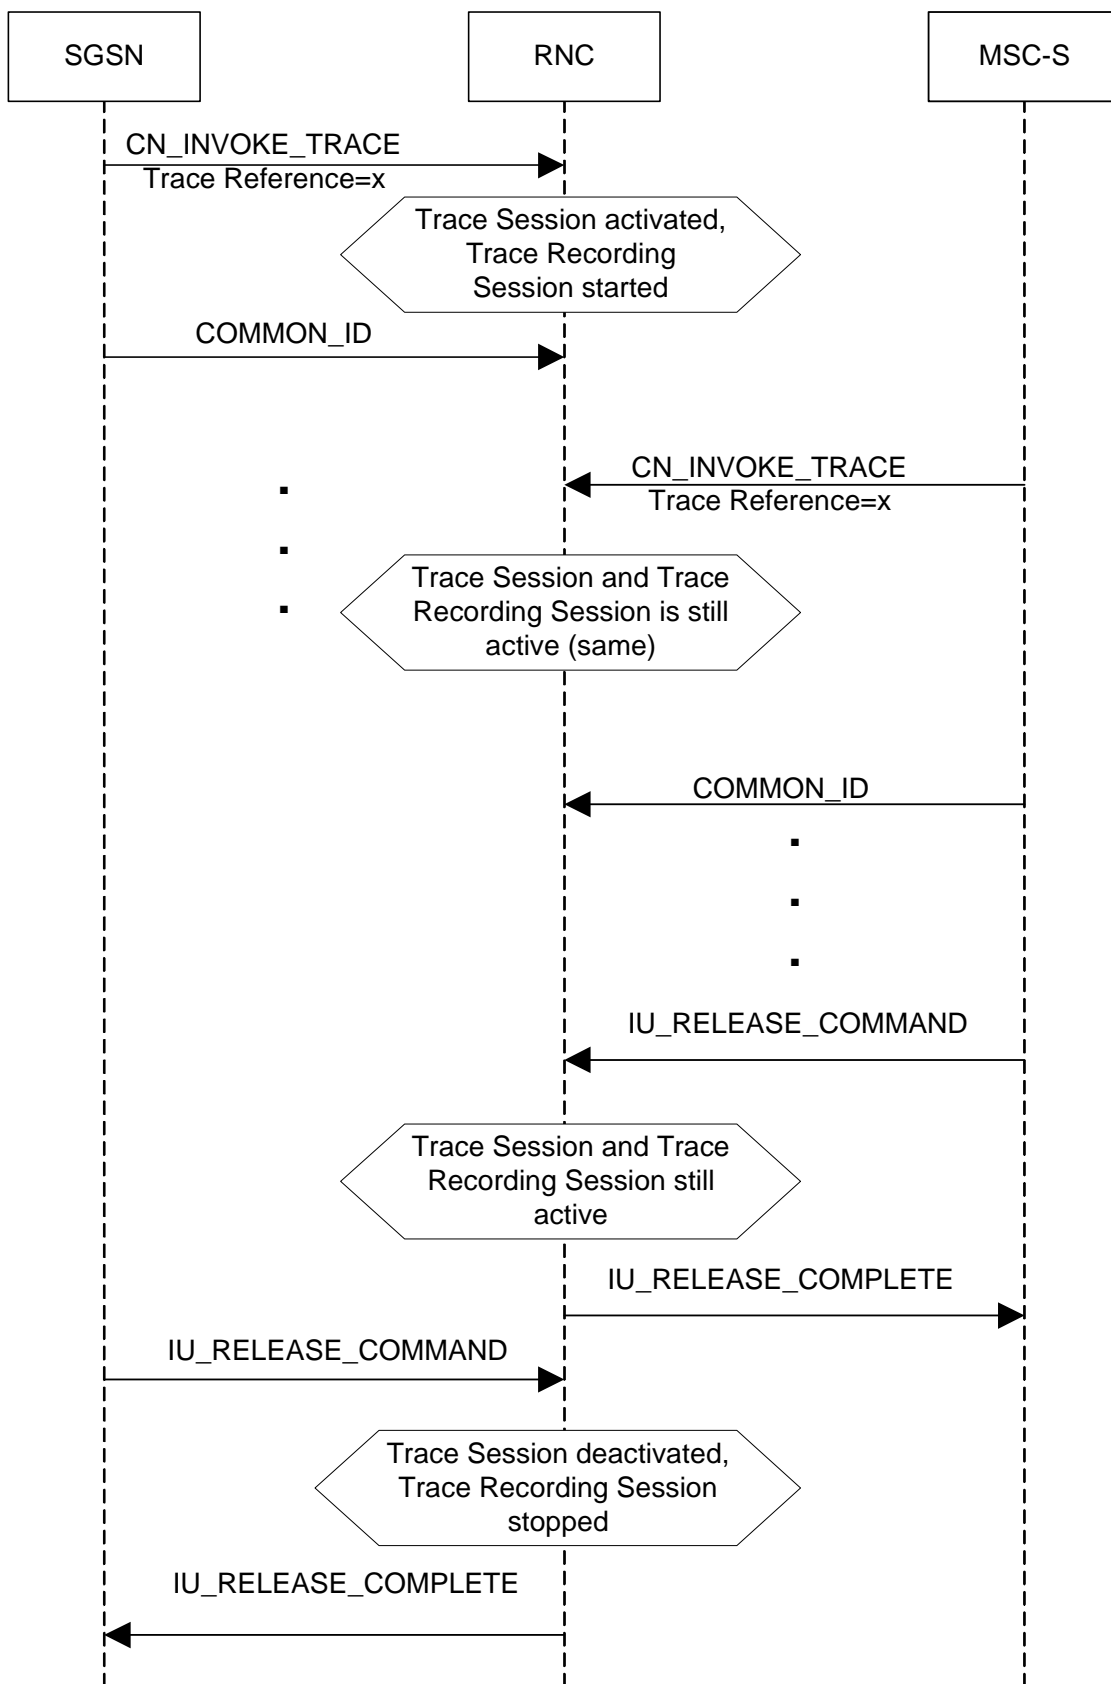 SGSN
RNC
MSC-S
CN_INVOKE_TRACE
Trace Reference=x
Trace Session activated,
Trace Recording
Session started
COMMON_ID
CN_INVOKE_TRACE
Trace Reference=x
Trace Session and Trace
Recording Session is still
active (same)
COMMON_ID
IU_RELEASE_COMMAND
Trace Session and Trace
Recording Session still
active
IU_RELEASE_COMPLETE
IU_RELEASE_COMMAND
Trace Session deactivated,
Trace Recording Session
stopped
IU_RELEASE_COMPLETE